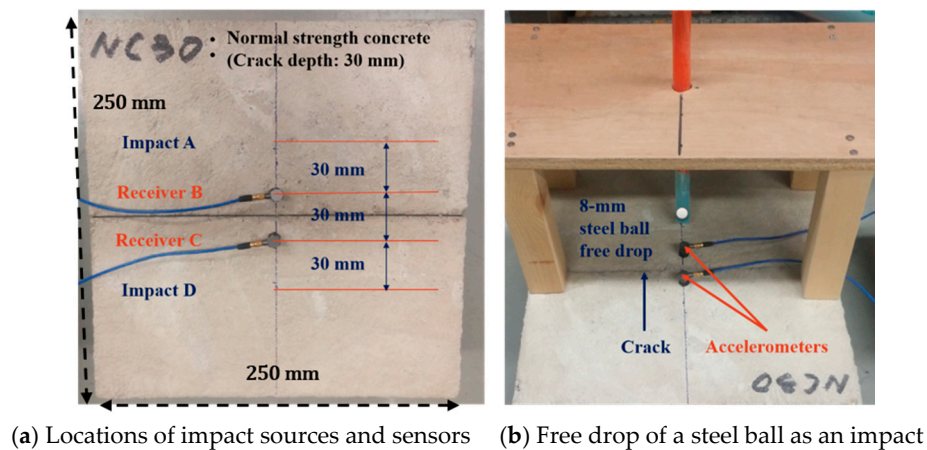 NC30
• Normal strength concrete
• (Crack depth: 30 mm)
250 mm
Impact A
30 mm
Receiver B
30 mm
Receiver C
30 mm
Impact D
250 mm
8-mm
steel ball
free drop
Crack
Accelerometers
NC30
(a) Locations of impact sources and sensors
(b) Free drop of a steel ball as an impact